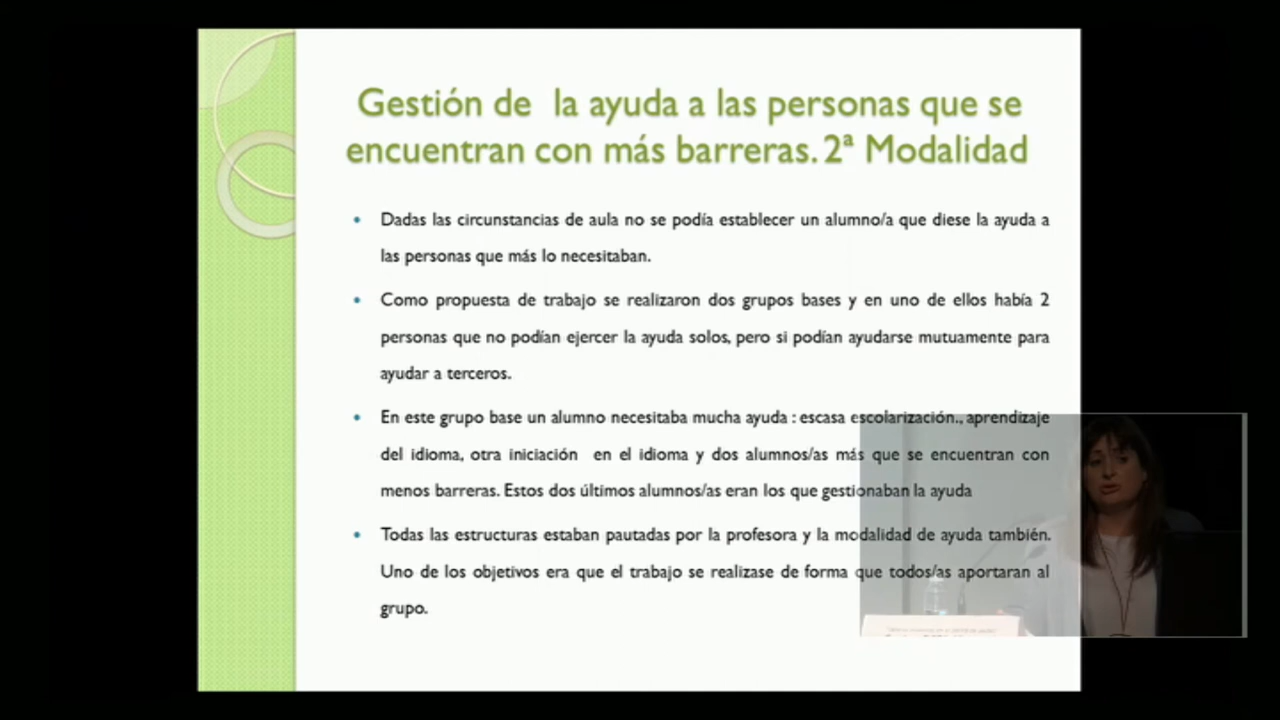 Gestión de la ayuda a las personas que se
encuentran con más barreras. 2ª Modalidad
• Dadas las circunstancias de aula no se podía establecer un alumno/a que diese la ayuda a
las personas que más lo necesitaban.
• Como propuesta de trabajo se realizaron dos grupos bases y en uno de ellos había 2
personas que no podían ejercer la ayuda solos, pero si podían ayudarse mutuamente para
ayudar a terceros.
• En este grupo base un alumno necesitaba mucha ayuda : escasa escolarización., aprendizaje
del idioma, otra iniciación en el idioma y dos alumnos/as más que se encuentran con
menos barreras. Estos dos últimos alumnos/as eran los que gestionaban la ayuda
• Todas las estructuras estaban pautadas por la profesora y la modalidad de ayuda también.
Uno de los objetivos era que el trabajo se realizase de forma que todos/as aportaran al
grupo.